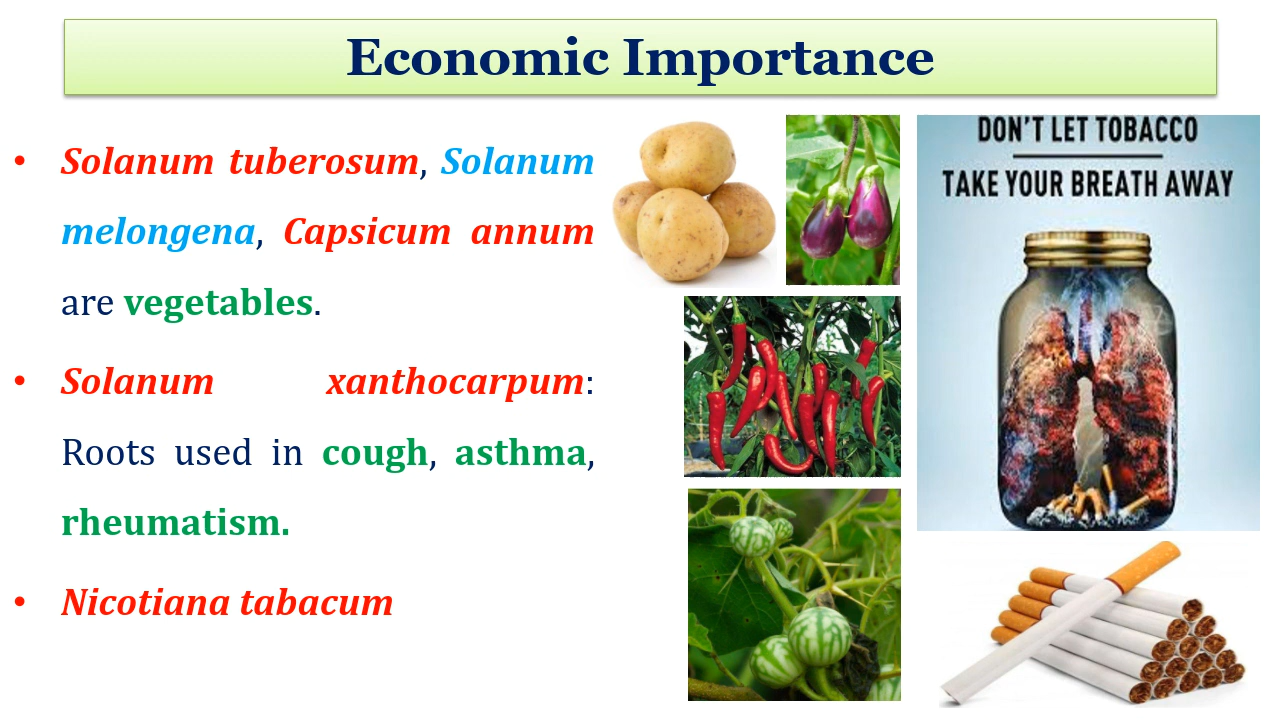 Economic Importance
• Solanum tuberosum, Solanum
melongena, Capsicum annum
are vegetables.
• Solanum xanthocarpum:
Roots used in cough, asthma,
rheumatism.
• Nicotiana tabacum
DON'T LET TOBACCO
TAKE YOUR BREATH AWAY